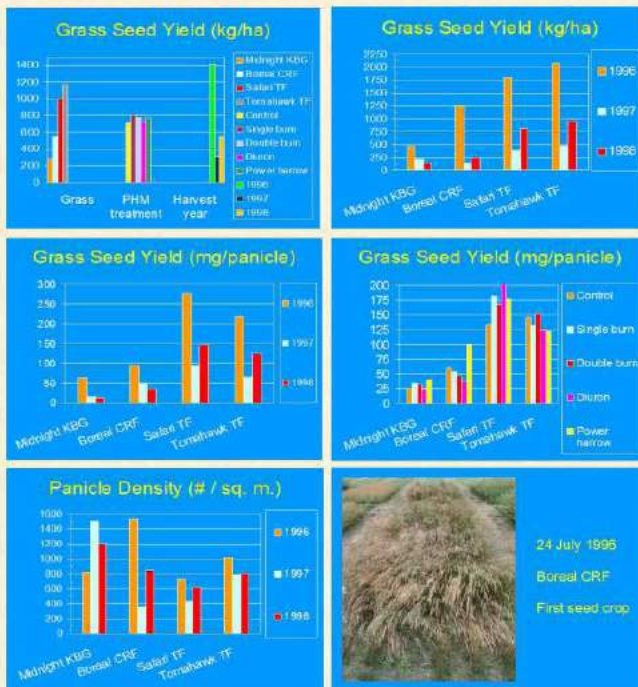 Grass Seed Yield (kg/ha)
1400
1200
1000
800
600
400
200
0
Grass
PHM treatment
Harvest year
Midnight KBG
Boreal CRF
Safari TF
Tomahawk TF
Control
Single burn
Double burn
Diuron
Power harrow
1996
1997
1998
Grass Seed Yield (kg/ha)
2250
2000
1750
1500
1250
1000
750
500
250
0
Midnight KBG
Boreal CRF
Safari TF
Tomahawk TF
1996
1997
1998
Grass Seed Yield (mg/panicle)
300
250
200
150
100
50
0
Midnight KBG
Boreal CRF
Safari TF
Tomahawk TF
1996
1997
1998
Grass Seed Yield (mg/panicle)
200
175
150
125
100
75
50
25
0
Midnight KBG
Boreal CRF
Safari TF
Tomahawk TF
Control
Single burn
Double burn
Diuron
Power harrow
Panicle Density (# / sq. m.)
1600
1400
1200
1000
800
600
400
200
0
Midnight KBG
Boreal CRF
Safari TF
Tomahawk TF
1996
1997
1998
24 July 1996
Boreal CRF
First seed crop